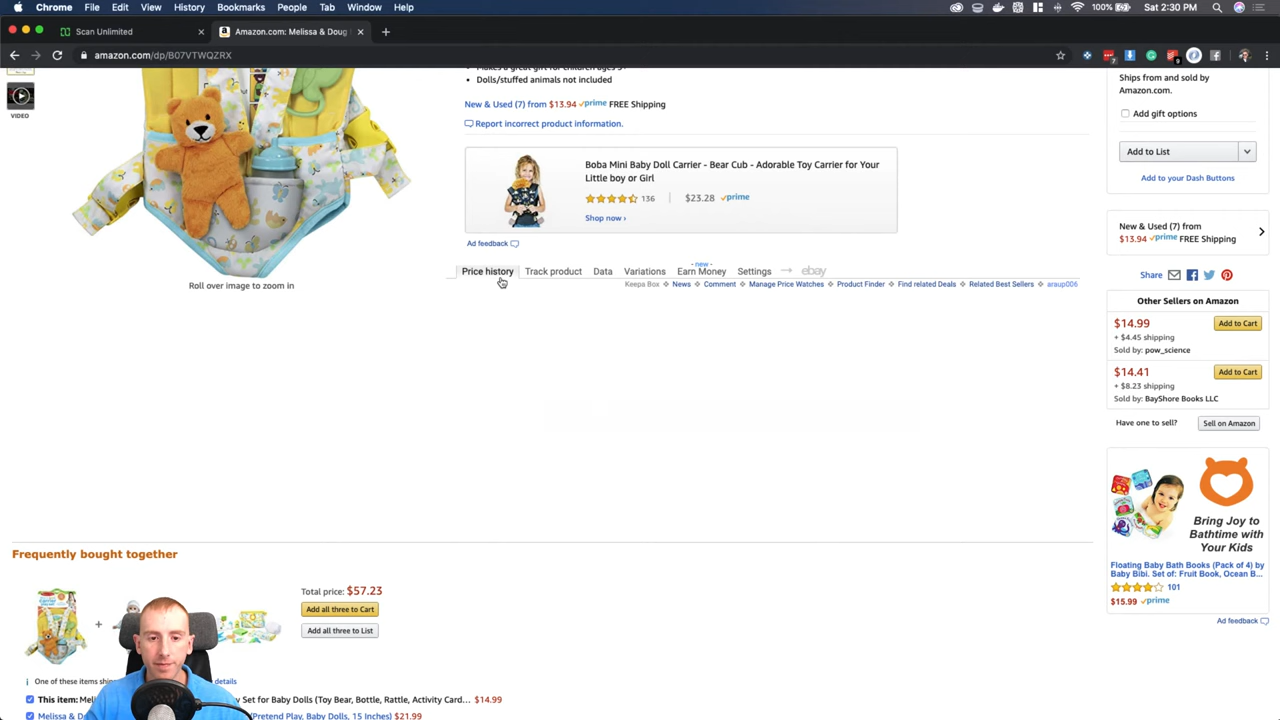 Chrome File Edit View History Bookmarks People Tab Window Help 100% Sat 2:30 PM
Scan Unlimited
Amazon.com: Melissa & Doug
amazon.com/dp/B07VTWQZRX
VIDEO
Roll over image to zoom in
Dolls/stuffed animals not included
New & Used (7) from $13.94 prime FREE Shipping
Report incorrect product information.
Boba Mini Baby Doll Carrier - Bear Cub - Adorable Toy Carrier for Your
Little boy or Girl
136 $23.28 prime
Shop now ›
Ad feedback
- new -
Price history Track product Data Variations Earn Money Settings ebay
Keepa Box News Comment Manage Price Watches Product Finder Find related Deals Related Best Sellers araup006
Ships from and sold by
Amazon.com.
Add gift options
Add to List
Add to your Dash Buttons
New & Used (7) from
$13.94 prime FREE Shipping
Share
Other Sellers on Amazon
$14.99 Add to Cart
+ $4.45 shipping
Sold by: pow_science
$14.41 Add to Cart
+ $8.23 shipping
Sold by: BayShore Books LLC
Have one to sell? Sell on Amazon
Bring Joy to
Bathtime with
Your Kids
Floating Baby Bath Books (Pack of 4) by
Baby Bibi. Set of: Fruit Book, Ocean B...
101
$15.99 prime
Ad feedback
Frequently bought together
Total price: $57.23
Add all three to Cart
Add all three to List
One of these items details
This item: y Set for Baby Dolls (Toy Bear, Bottle, Rattle, Activity Card... $14.99
Melissa & D (Pretend Play, Baby Dolls, 15 Inches) $21.99